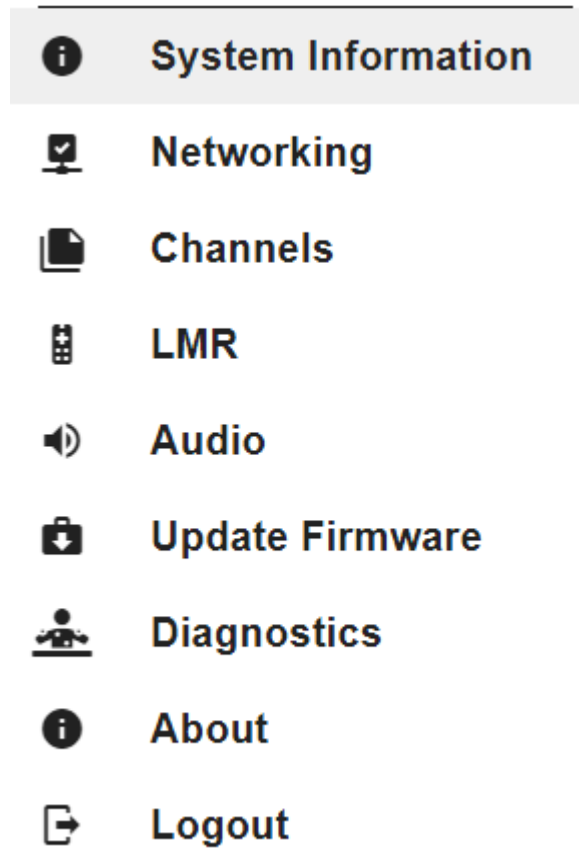 System Information
Networking
Channels
LMR
Audio
Update Firmware
Diagnostics
About
Logout